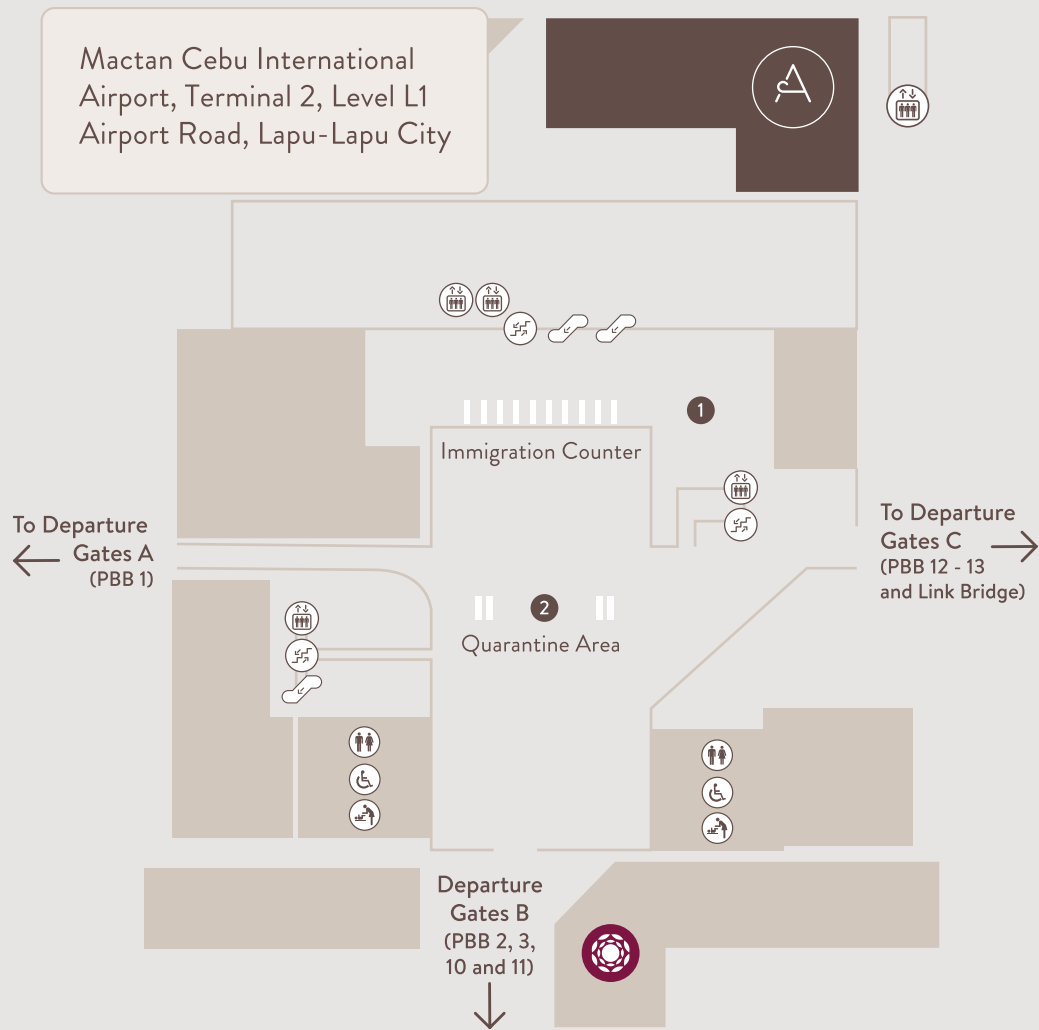 Mactan Cebu International
Airport, Terminal 2, Level L1
Airport Road, Lapu-Lapu City
1
Immigration Counter
To Departure
Gates A
(PBB 1)
To Departure
Gates C
(PBB 12 - 13
and Link Bridge)
2
Quarantine Area
Departure
Gates B
(PBB 2, 3,
10 and 11)